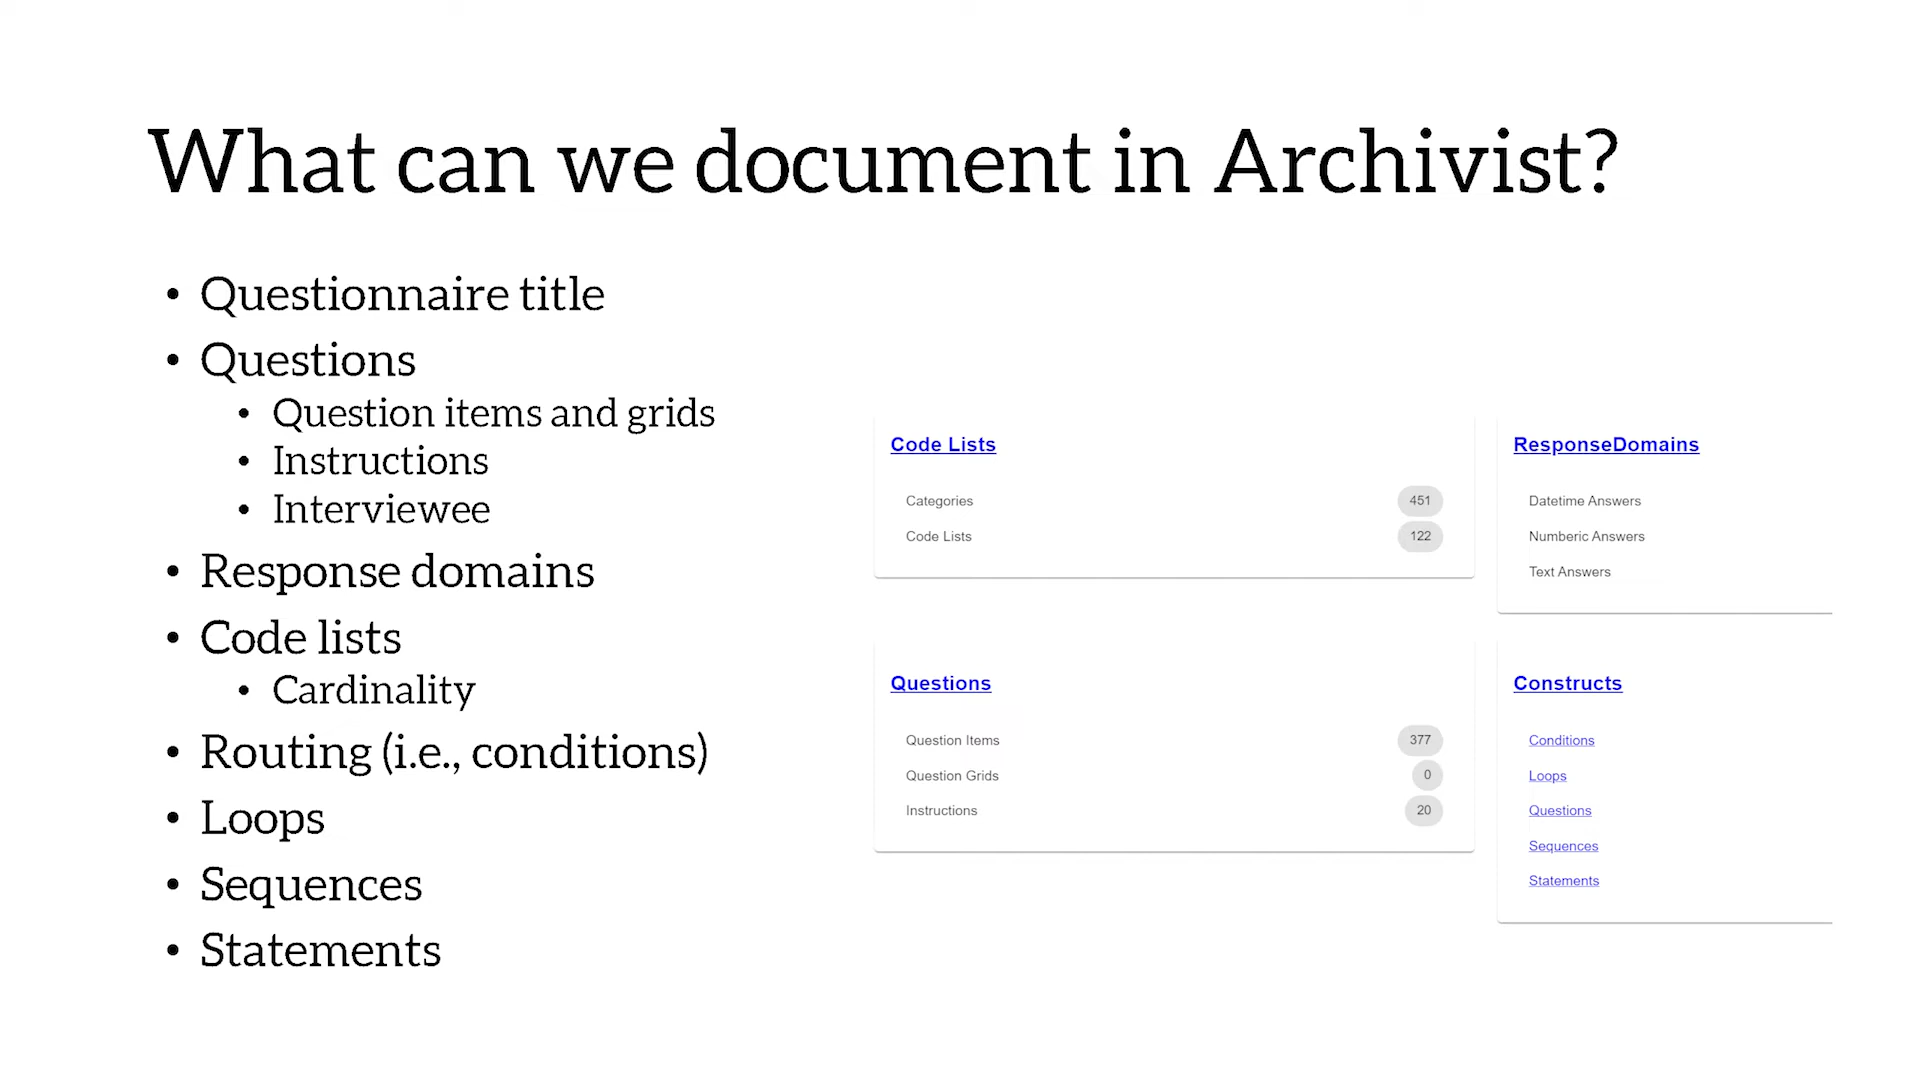 What can we document in Archivist?
• Questionnaire title
• Questions
• Question items and grids
• Instructions
• Interviewee
• Response domains
• Code lists
• Cardinality
• Routing (i.e., conditions)
• Loops
• Sequences
• Statements
Code Lists
Categories 451
Code Lists 122
ResponseDomains
Datetime Answers
Numberic Answers
Text Answers
Questions
Question Items 377
Question Grids 0
Instructions 20
Constructs
Conditions
Loops
Questions
Sequences
Statements